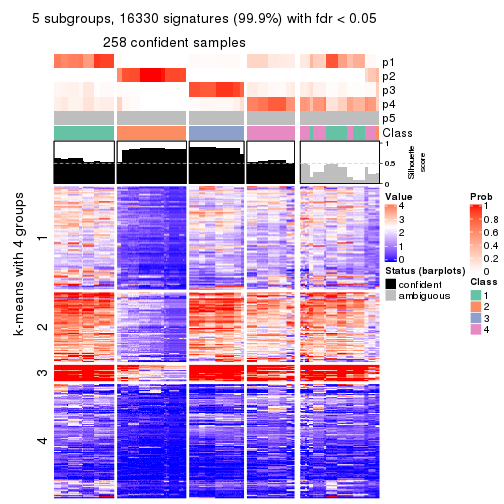 5 subgroups, 16330 signatures (99.9%) with fdr < 0.05
258 confident samples
p1
p2
p3
p4
p5
Class
1
0.5
0
Silhouette
score
k-means with 4 groups
1
2
3
4
Value
4
3
2
1
0
Status (barplots)
confident
ambiguous
Prob
1
0.8
0.6
0.4
0.2
0
Class
1
2
3
4